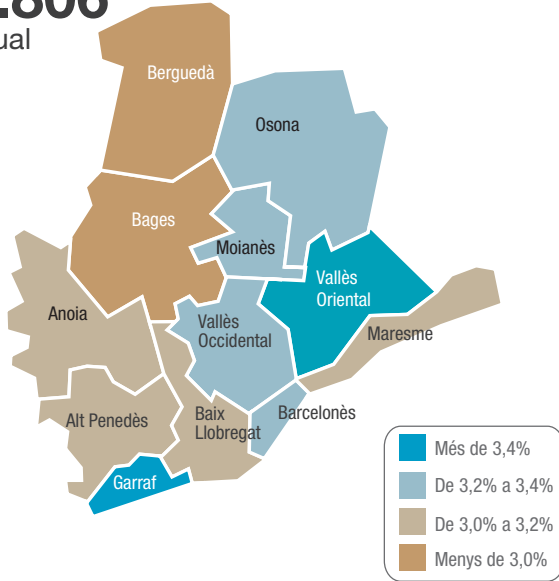 .806
ual
Berguedà
Osona
Bages
Moianès
Vallès
Oriental
Anoia
Vallès
Occidental
Maresme
Alt Penedès
Baix
Llobregat
Barcelonès
Garraf
Més de 3,4%
De 3,2% a 3,4%
De 3,0% a 3,2%
Menys de 3,0%